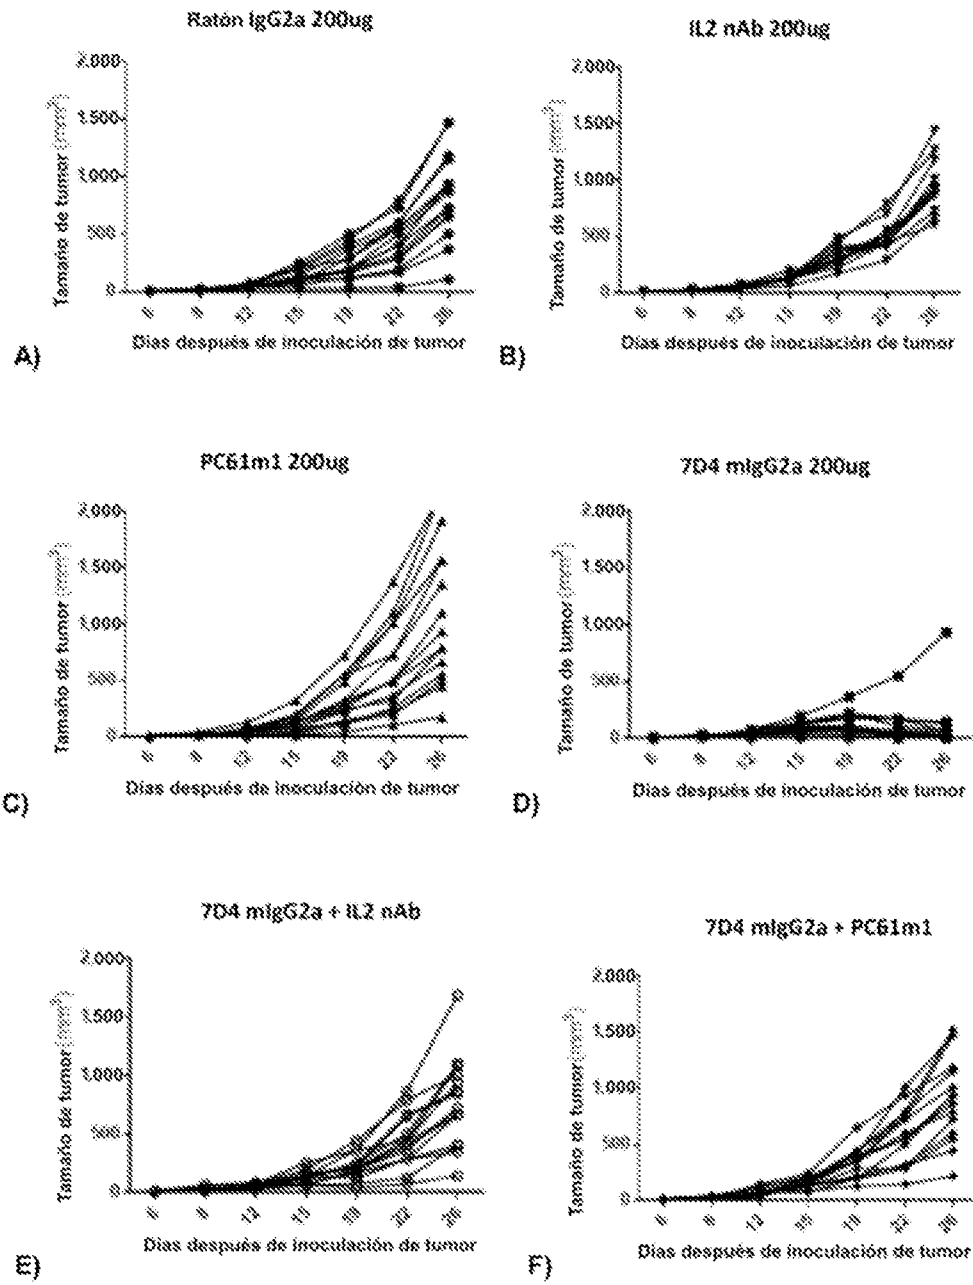 Ratón IgG2a 200ug
2.000
1.500
1.000
500
0
Tamaño de tumor (mm³)
Días después de inoculación de tumor
A)
IL2 nAb 200ug
2.000
1.500
1.000
500
0
Tamaño de tumor (mm³)
Días después de inoculación de tumor
B)
PC61m1 200ug
2.000
1.500
1.000
500
0
Tamaño de tumor (mm³)
Días después de inoculación de tumor
C)
7D4 mIgG2a 200ug
2.000
1.500
1.000
500
0
Tamaño de tumor (mm³)
Días después de inoculación de tumor
D)
7D4 mIgG2a + IL2 nAb
2.000
1.500
1.000
500
0
Tamaño de tumor (mm³)
Días después de inoculación de tumor
E)
7D4 mIgG2a + PC61m1
2.000
1.500
1.000
500
0
Tamaño de tumor (mm³)
Días después de inoculación de tumor
F)